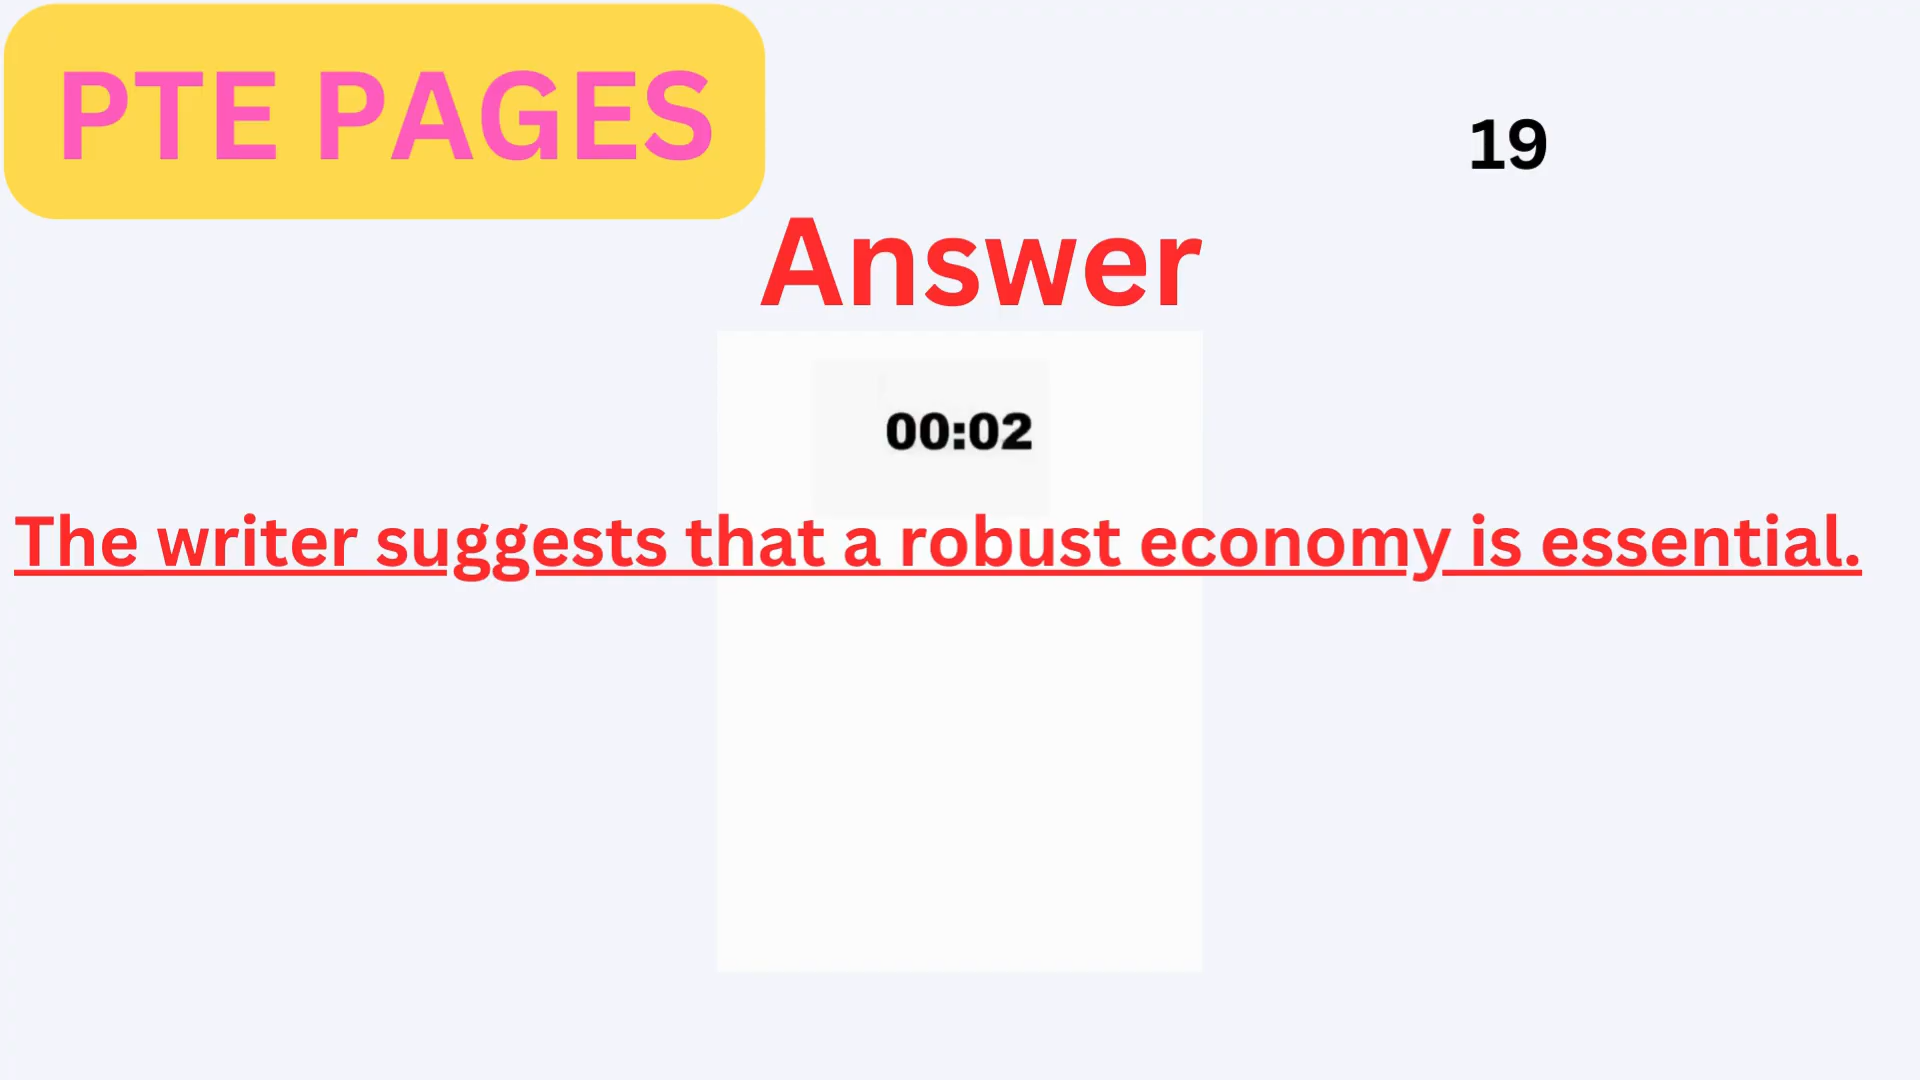 PTE PAGES
19
Answer
00:02
The writer suggests that a robust economy is essential.